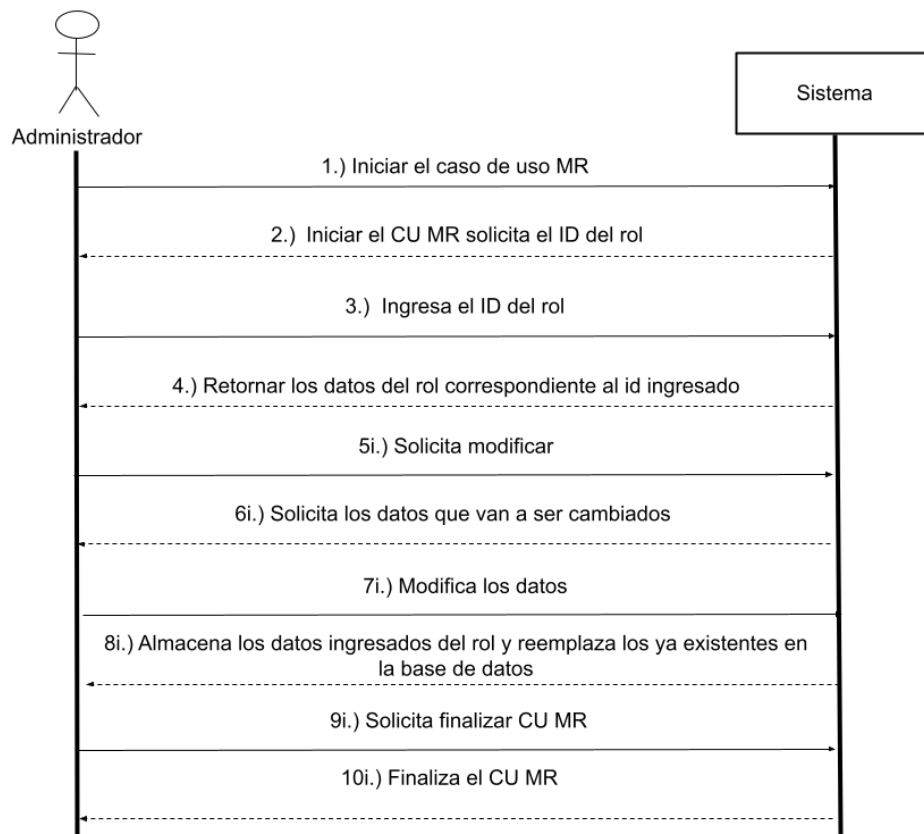 Administrador
Sistema
1.) Iniciar el caso de uso MR
2.) Iniciar el CU MR solicita el ID del rol
3.) Ingresa el ID del rol
4.) Retornar los datos del rol correspondiente al id ingresado
5i.) Solicita modificar
6i.) Solicita los datos que van a ser cambiados
7i.) Modifica los datos
8i.) Almacena los datos ingresados del rol y reemplaza los ya existentes en
la base de datos
9i.) Solicita finalizar CU MR
10i.) Finaliza el CU MR